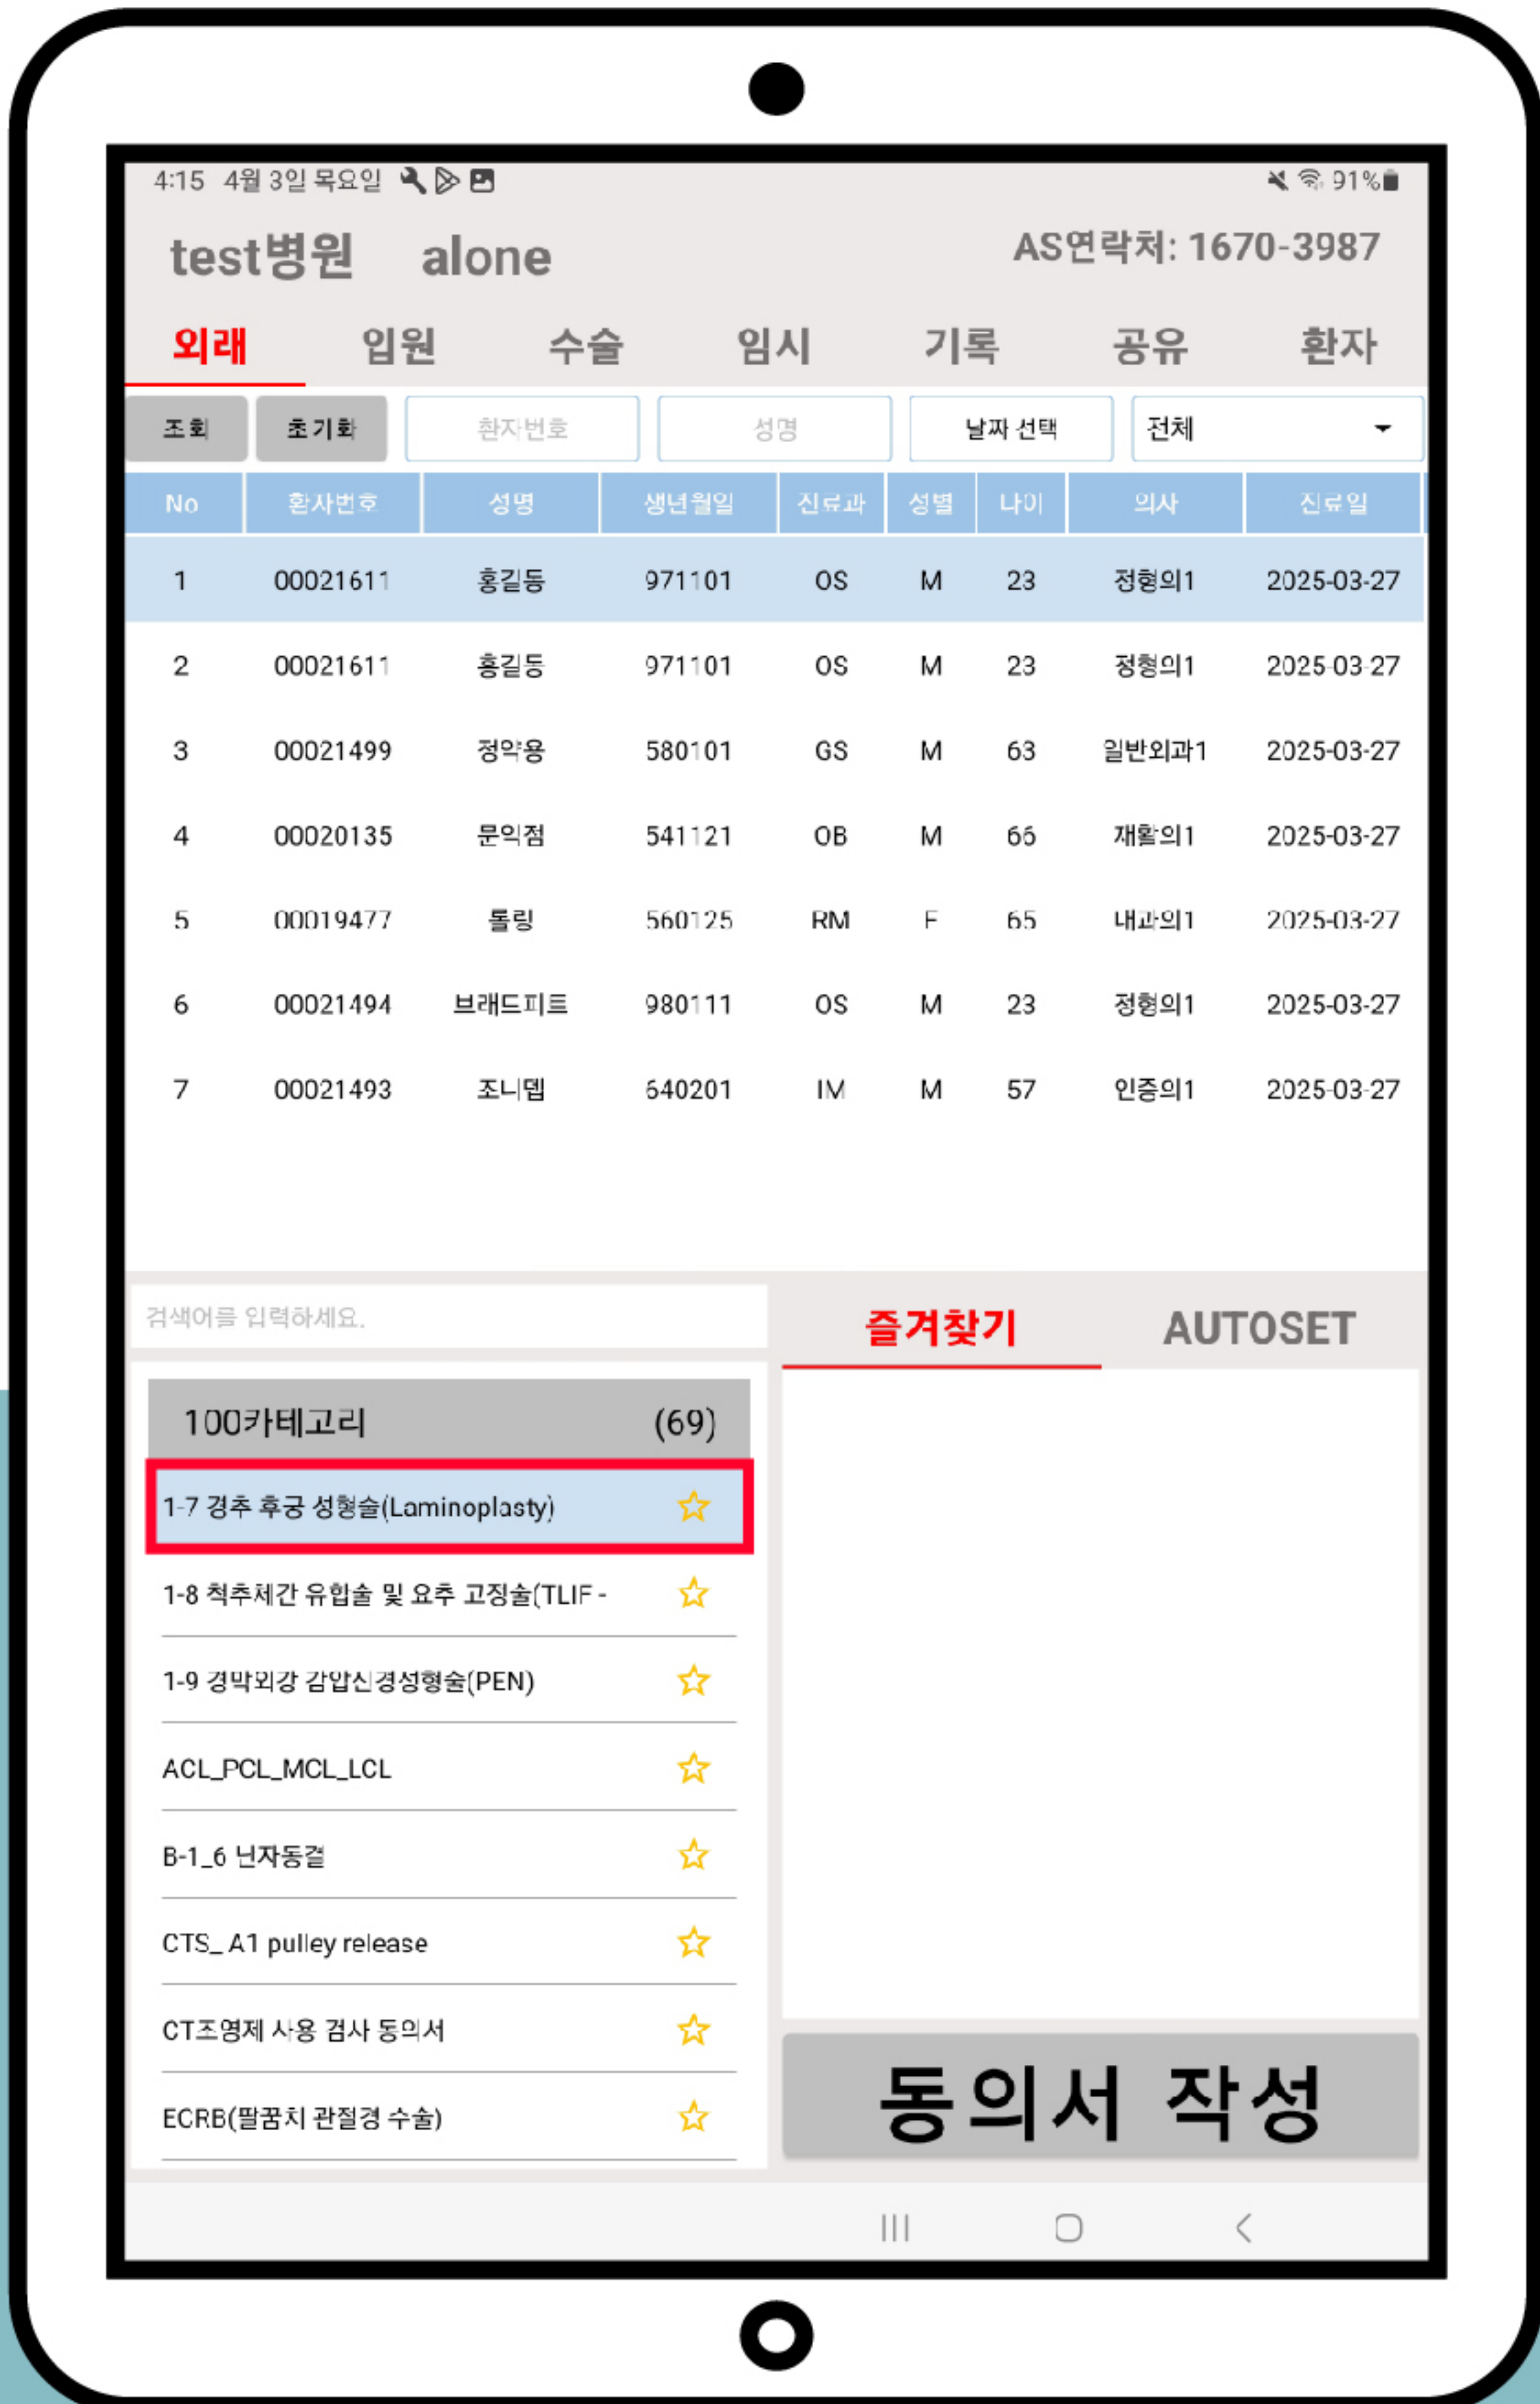 4:15 4월 3일 목요일 91%
test병원 alone AS연락처: 1670-3987
외래 입원 수술 임시 기록 공유 환자
조회 초기화 환자번호 성명 날짜 선택 전체
No 환자번호 성명 생년월일 진료과 성별 나이 의사 진료일
1 00021611 홍길동 971101 OS M 23 정형의1 2025-03-27
2 00021611 홍길동 971101 OS M 23 정형의1 2025-03-27
3 00021499 정약용 580101 GS M 63 일반외과1 2025-03-27
4 00020135 문익점 541121 OB M 66 재활의1 2025-03-27
5 00019477 톨링 560125 RM F 65 내과의1 2025-03-27
6 00021494 브래드피트 980111 OS M 23 정형의1 2025-03-27
7 00021493 조니뎁 640201 IM M 57 인증의1 2025-03-27
검색어를 입력하세요.
즐겨찾기 AUTOSET
100카테고리 (69)
1-7 경추 후궁 성형술(Laminoplasty)
1-8 척추체간 유합술 및 요추 고정술(TLIF -
1-9 경막외강 감압신경성형술(PEN)
ACL_PCL_MCL_LCL
B-1_6 난자동결
CTS_ A1 pulley release
CT조영제 사용 검사 동의서
ECRB(팔꿈치 관절경 수술)
동의서 작성